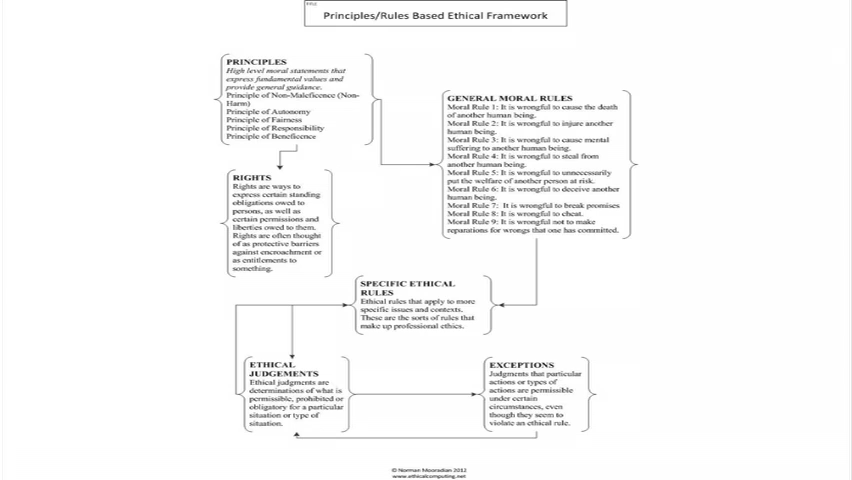 Principles/Rules Based Ethical Framework
PRINCIPLES
High level moral statements that
express fundamental values and
provide general guidance.
Principle of Non-Maleficence (Non-
Harm)
Principle of Autonomy
Principle of Fairness
Principle of Responsibility
Principle of Beneficence
GENERAL MORAL RULES
Moral Rule 1: It is wrongful to cause the death
of another human being.
Moral Rule 2: It is wrongful to injure another
human being.
Moral Rule 3: It is wrongful to cause mental
suffering to another human being.
Moral Rule 4: It is wrongful to steal from
another human being.
Moral Rule 5: It is wrongful to unnecessarily
put the welfare of another person at risk.
Moral Rule 6: It is wrongful to deceive another
human being.
Moral Rule 7: It is wrongful to break promises
Moral Rule 8: It is wrongful to cheat.
Moral Rule 9: It is wrongful not to make
reparations for wrongs that one has committed.
RIGHTS
Rights are ways to
express certain standing
obligations owed to
persons, as well as
certain permissions and
liberties owed to them.
Rights are often thought
of as protective barriers
against encroachment or
as entitlements to
something.
SPECIFIC ETHICAL
RULES
Ethical rules that apply to more
specific issues and contexts.
These are the sorts of rules that
make up professional ethics.
ETHICAL
JUDGEMENTS
Ethical judgments are
determinations of what is
permissible, prohibited or
obligatory for a particular
situation or type of
situation.
EXCEPTIONS
Judgments that particular
actions or types of
actions are permissible
under certain
circumstances, even
though they seem to
violate an ethical rule.
© Norman Mooradian 2012
www.ethicalcomputing.net